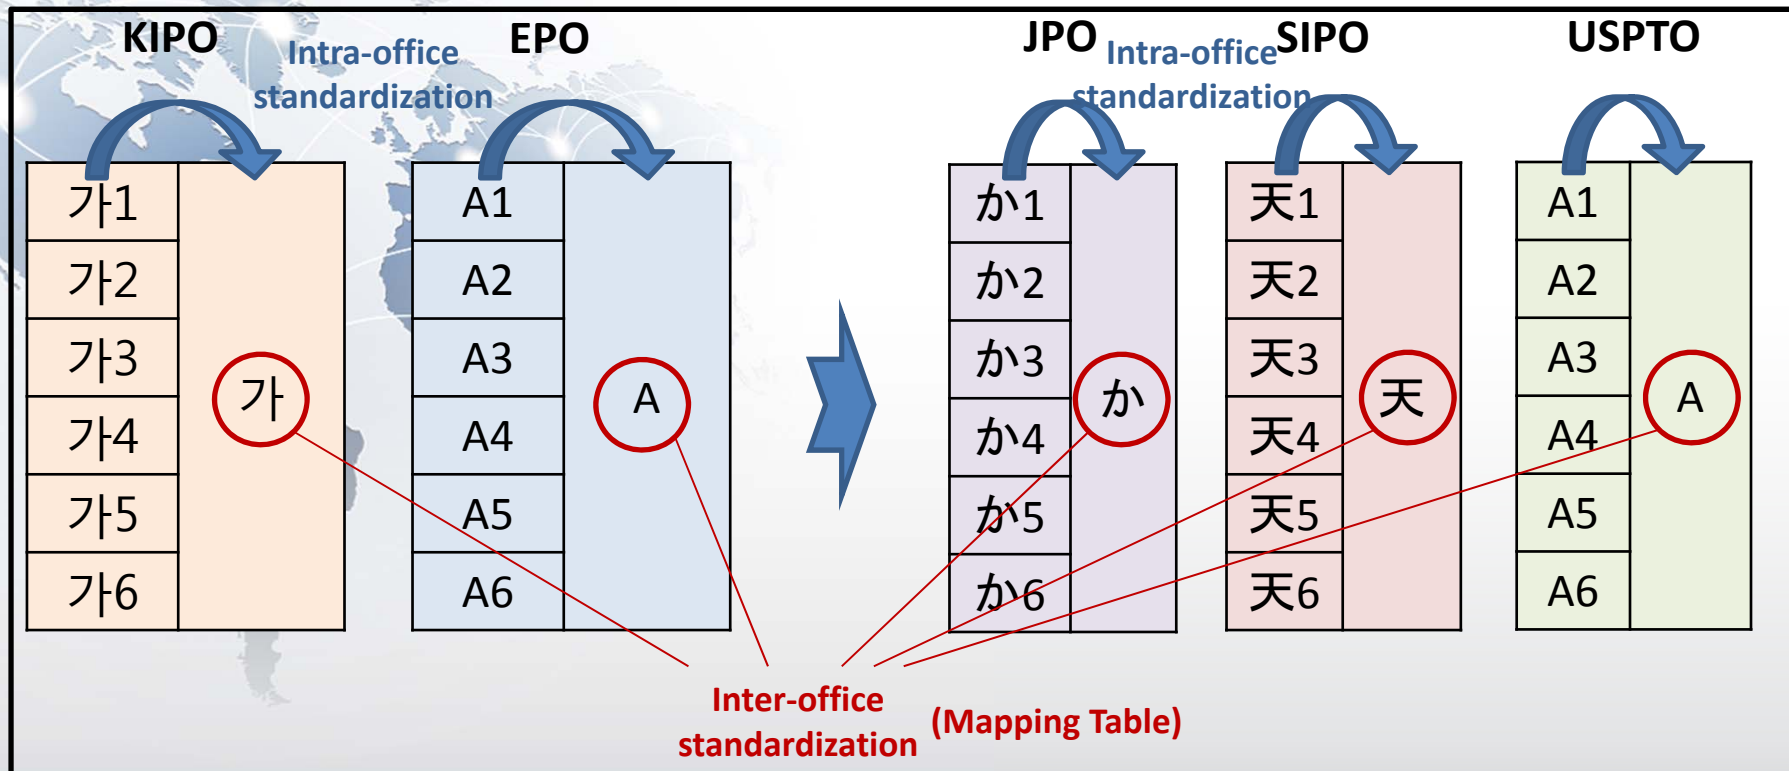 KIPO
EPO
JPO
SIPO
USPTO
Intra-office
standardization
Intra-office
standardization
가1
가2
가3
가4
가5
가6
가
A1
A2
A3
A4
A5
A6
A
か1
か2
か3
か4
か5
か6
か
天1
天2
天3
天4
天5
天6
天
A1
A2
A3
A4
A5
A6
A
Inter-office
standardization
(Mapping Table)